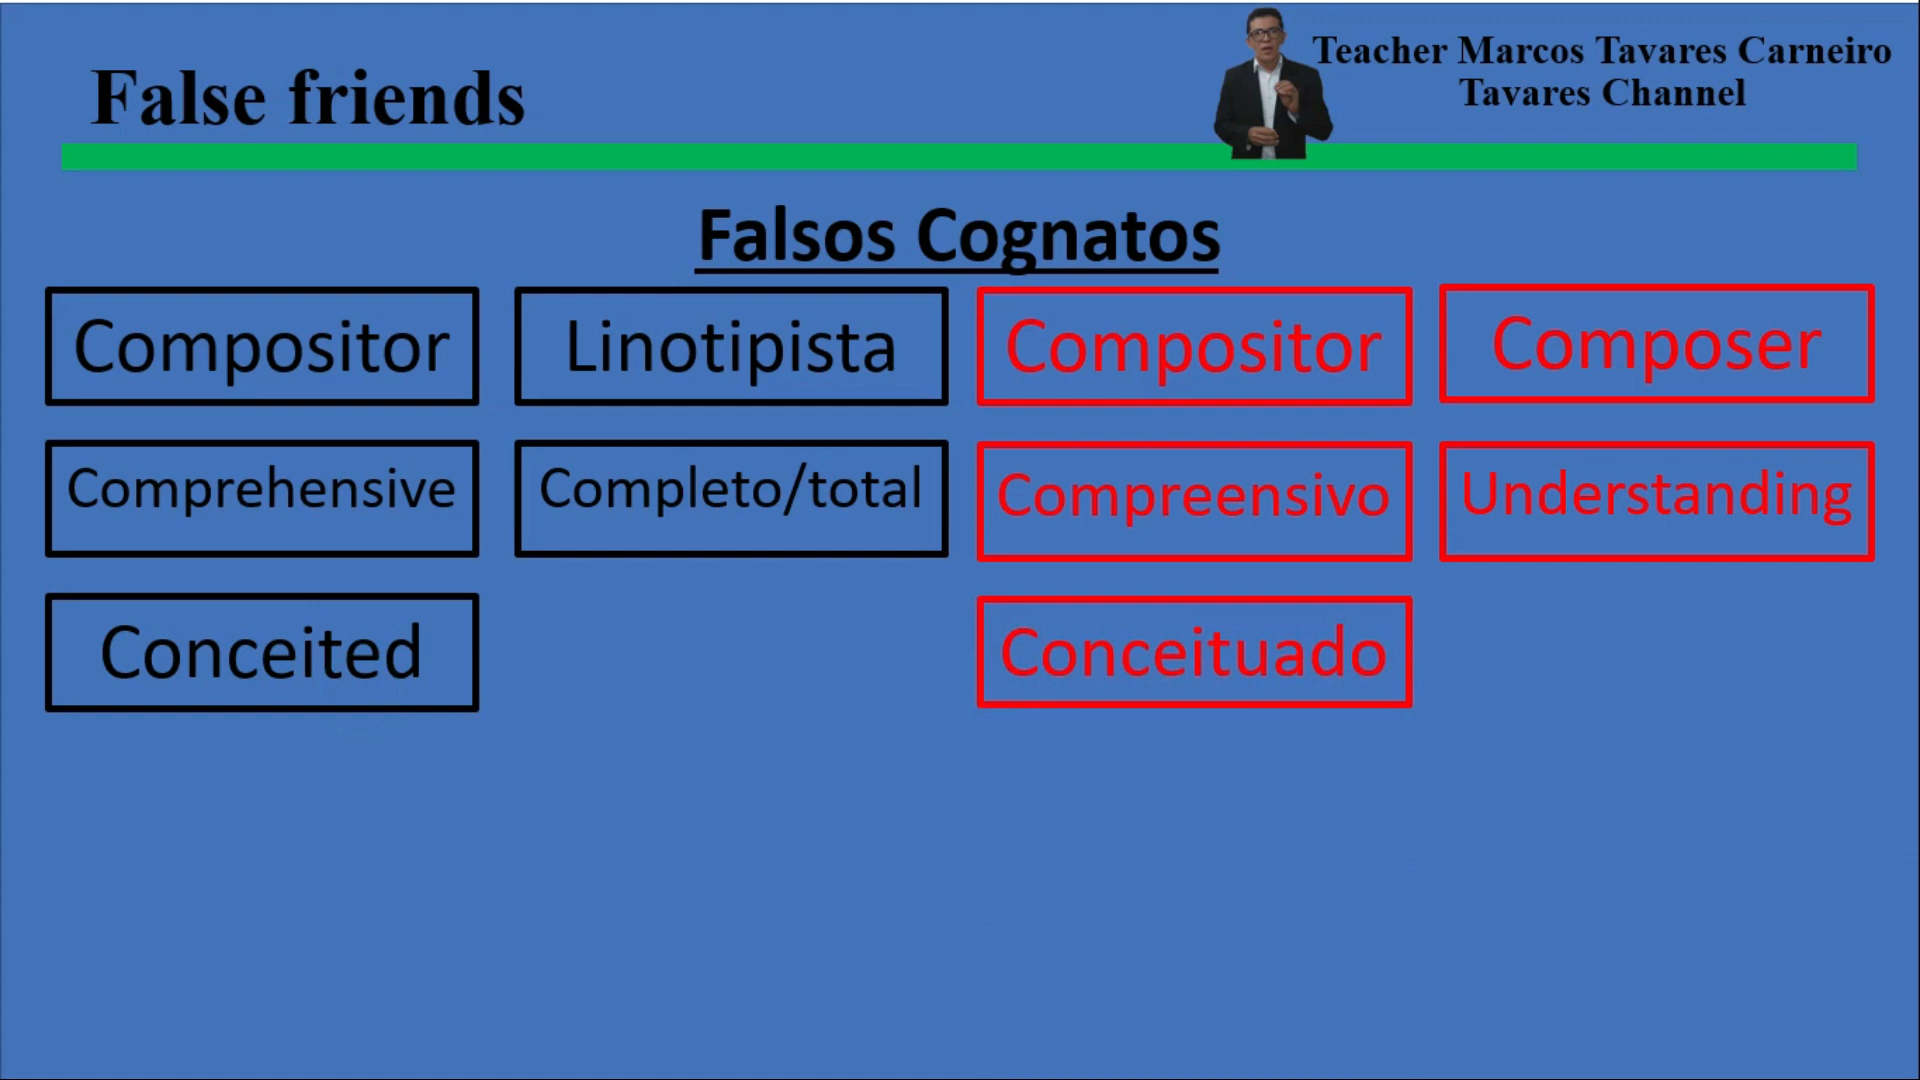 False friends
Teacher Marcos Tavares Carneiro
Tavares Channel
Falsos Cognatos
Compositor
Linotipista
Compositor
Composer
Comprehensive
Completo/total
Compreensivo
Understanding
Conceited
Conceituado